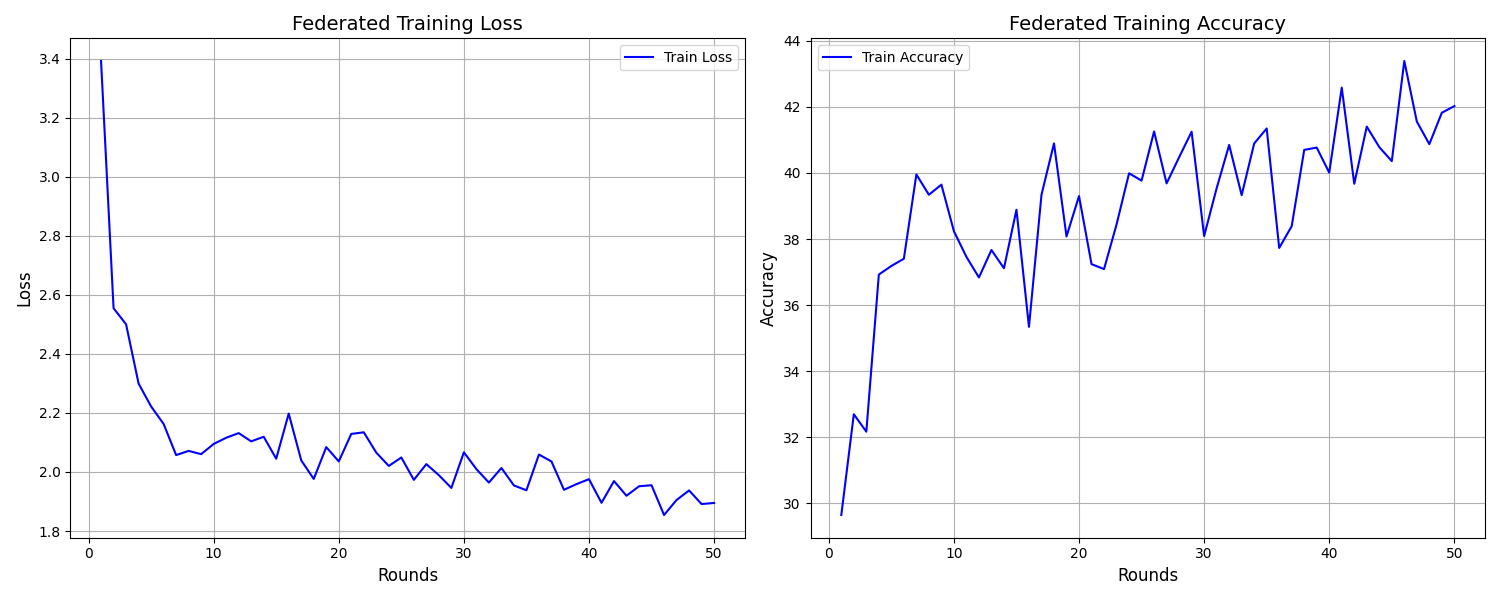 Federated Training Loss
Train Loss
3.4
3.2
3.0
2.8
2.6
2.4
2.2
2.0
1.8
Loss
0 10 20 30 40 50
Rounds
Federated Training Accuracy
Train Accuracy
44
42
40
38
36
34
32
30
Accuracy
0 10 20 30 40 50
Rounds